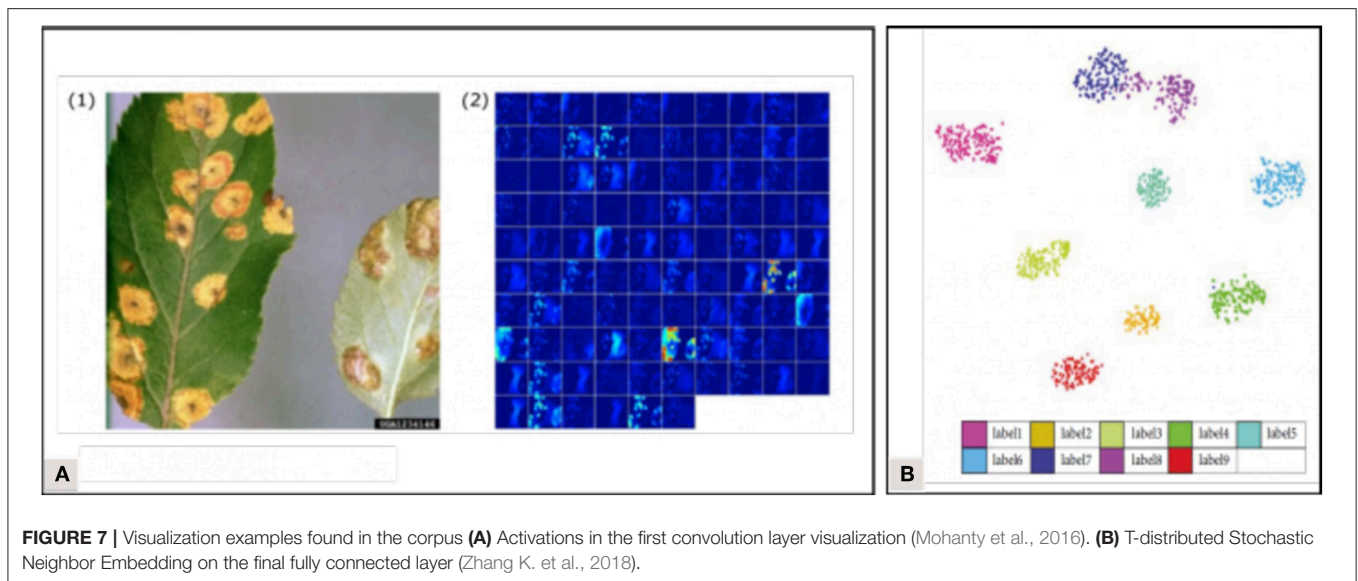 (1)
(2)
UGA1234144
A
label1 label2 label3 label4 label5
label6 label7 label8 label9
B
FIGURE 7 | Visualization examples found in the corpus (A) Activations in the first convolution layer visualization (Mohanty et al., 2016). (B) T-distributed Stochastic
Neighbor Embedding on the final fully connected layer (Zhang K. et al., 2018).